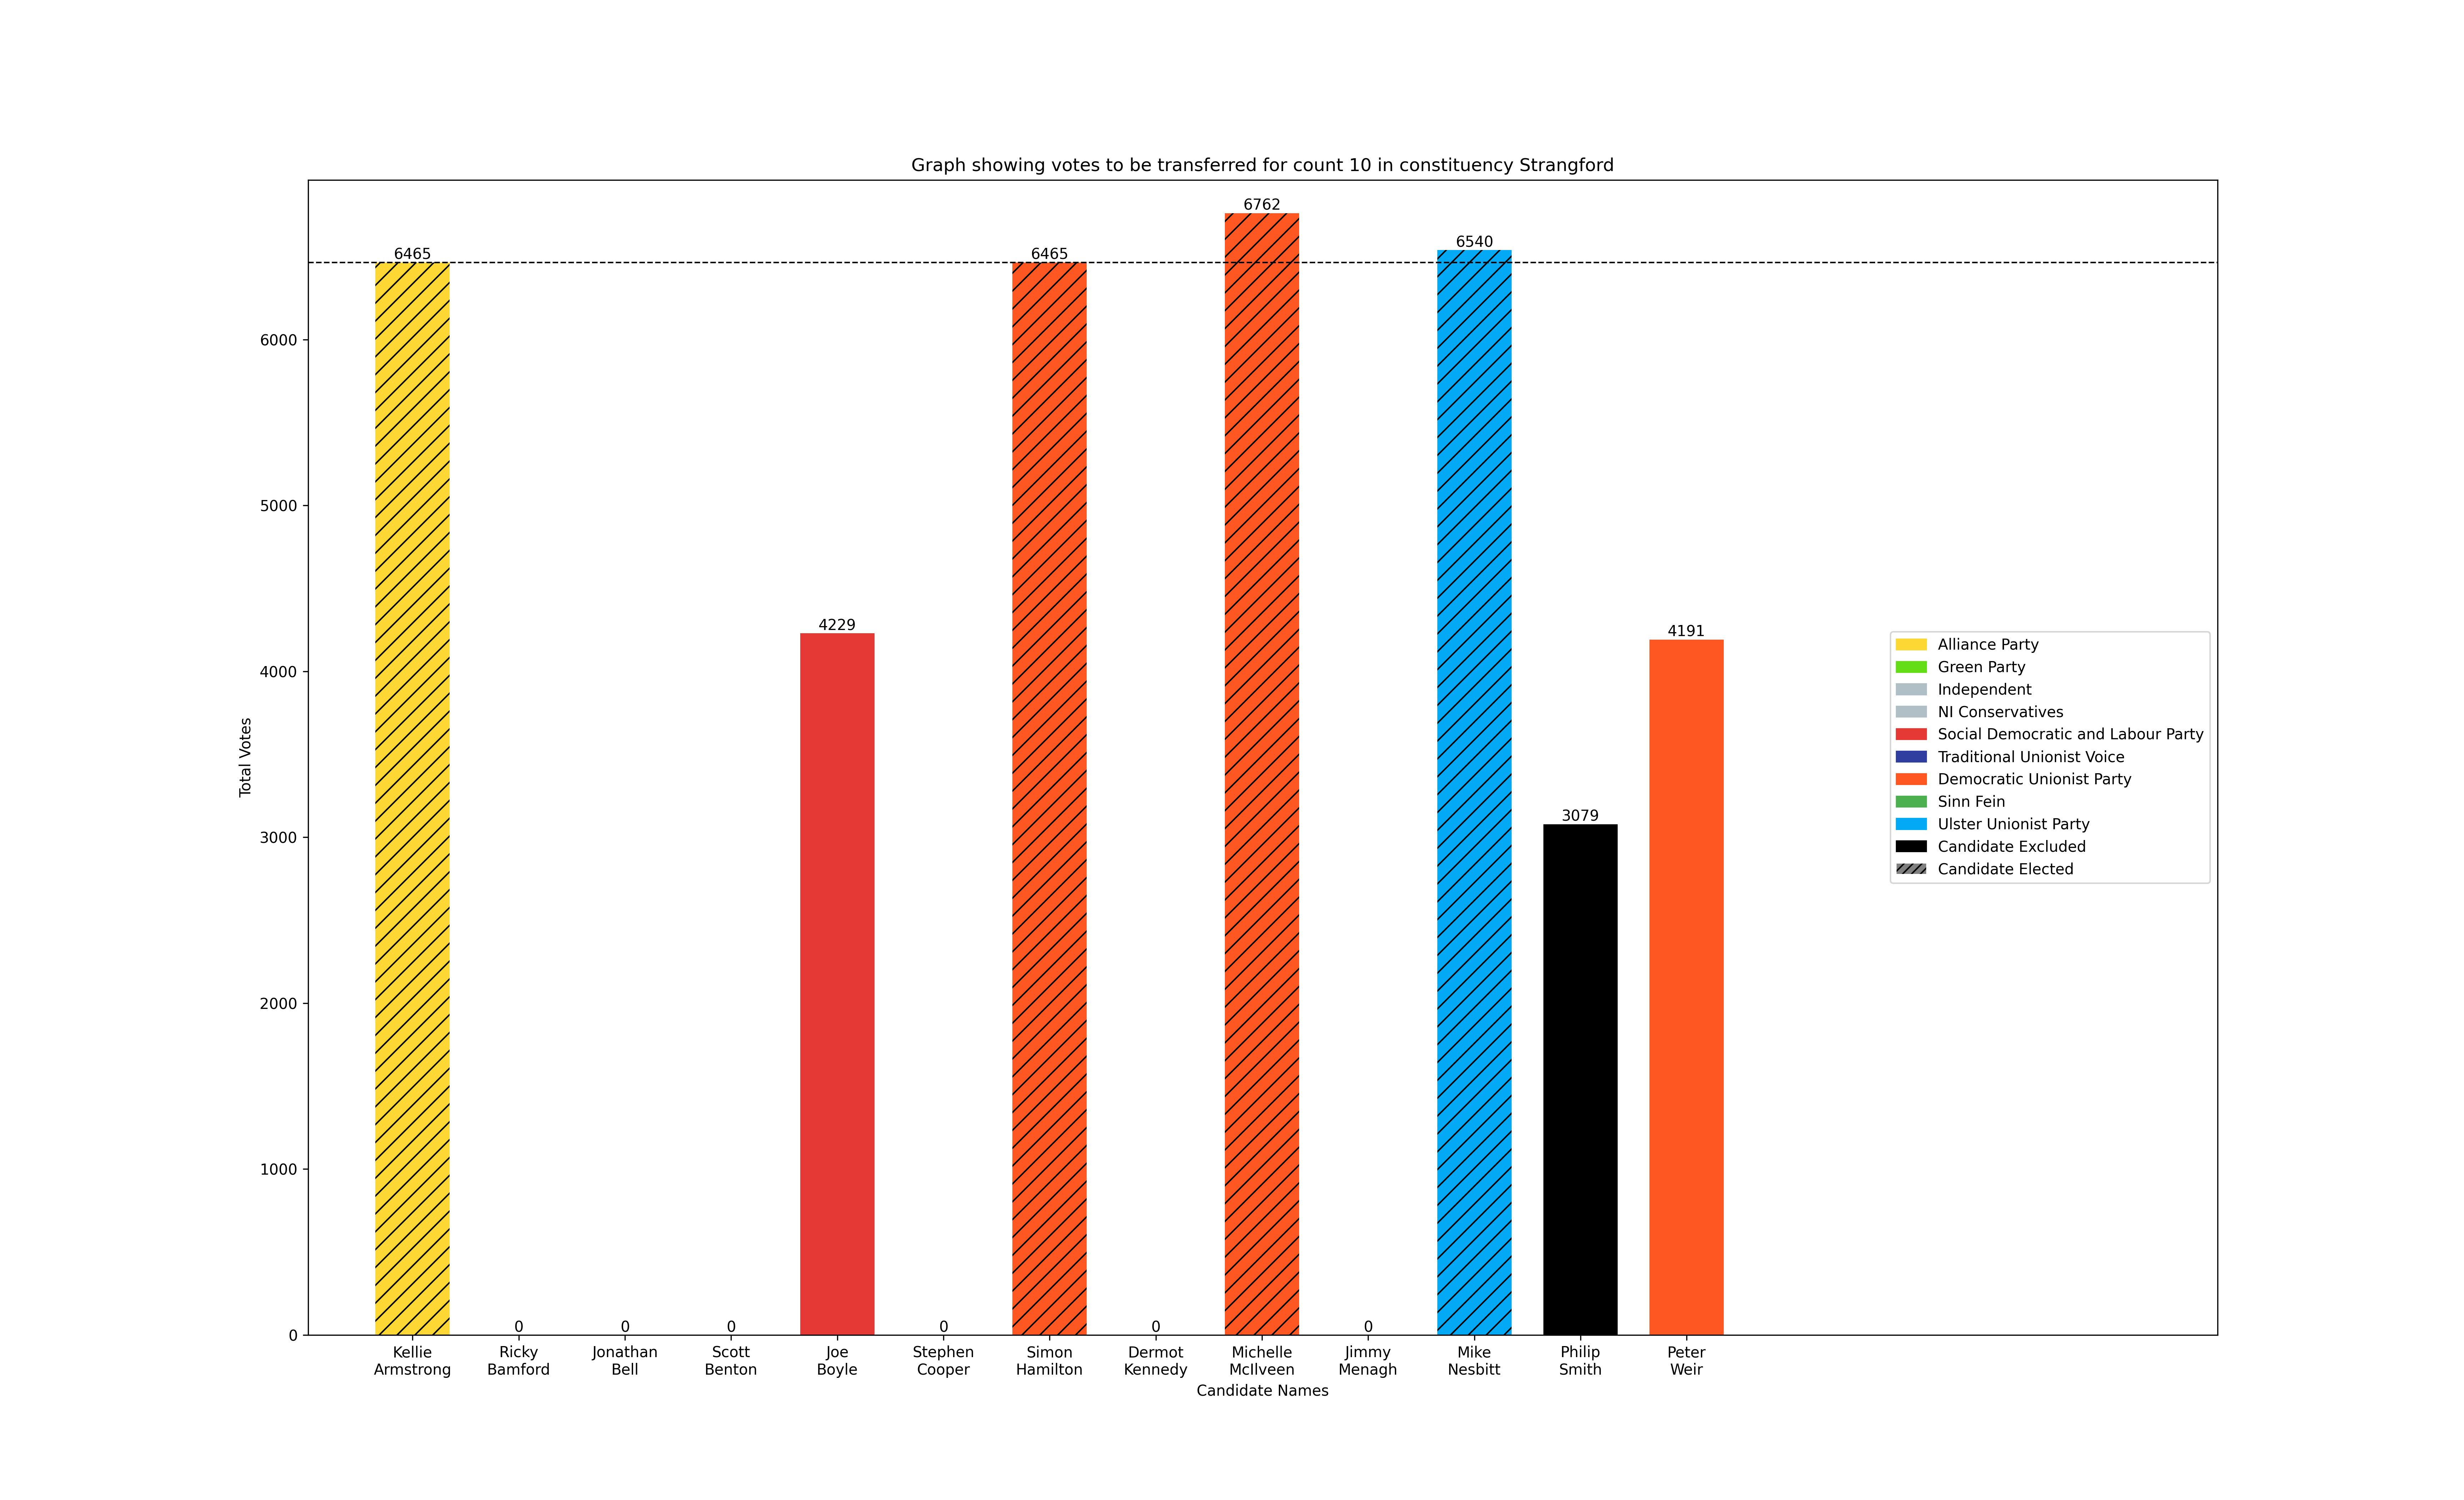 Graph showing votes to be transferred for count 10 in constituency Strangford
6762
6540
6465
6465
6000
5000
4229
4191
4000
3079
3000
2000
1000
0
0
0
0
0
0
0
Total Votes
Alliance Party
Green Party
Independent
NI Conservatives
Social Democratic and Labour Party
Traditional Unionist Voice
Democratic Unionist Party
Sinn Fein
Ulster Unionist Party
Candidate Excluded
Candidate Elected
Kellie
Armstrong
Ricky
Bamford
Jonathan
Bell
Scott
Benton
Joe
Boyle
Stephen
Cooper
Simon
Hamilton
Dermot
Kennedy
Michelle
McIlveen
Jimmy
Menagh
Mike
Nesbitt
Philip
Smith
Peter
Weir
Candidate Names